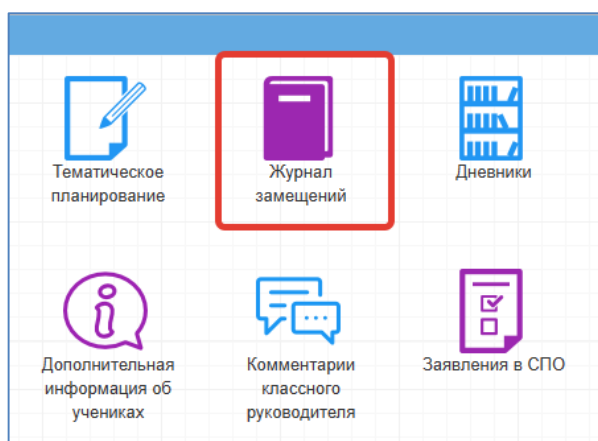 Тематическое
планирование
Журнал
замещений
Дневники
Дополнительная
информация об
учениках
Комментарии
классного
руководителя
Заявления в СПО